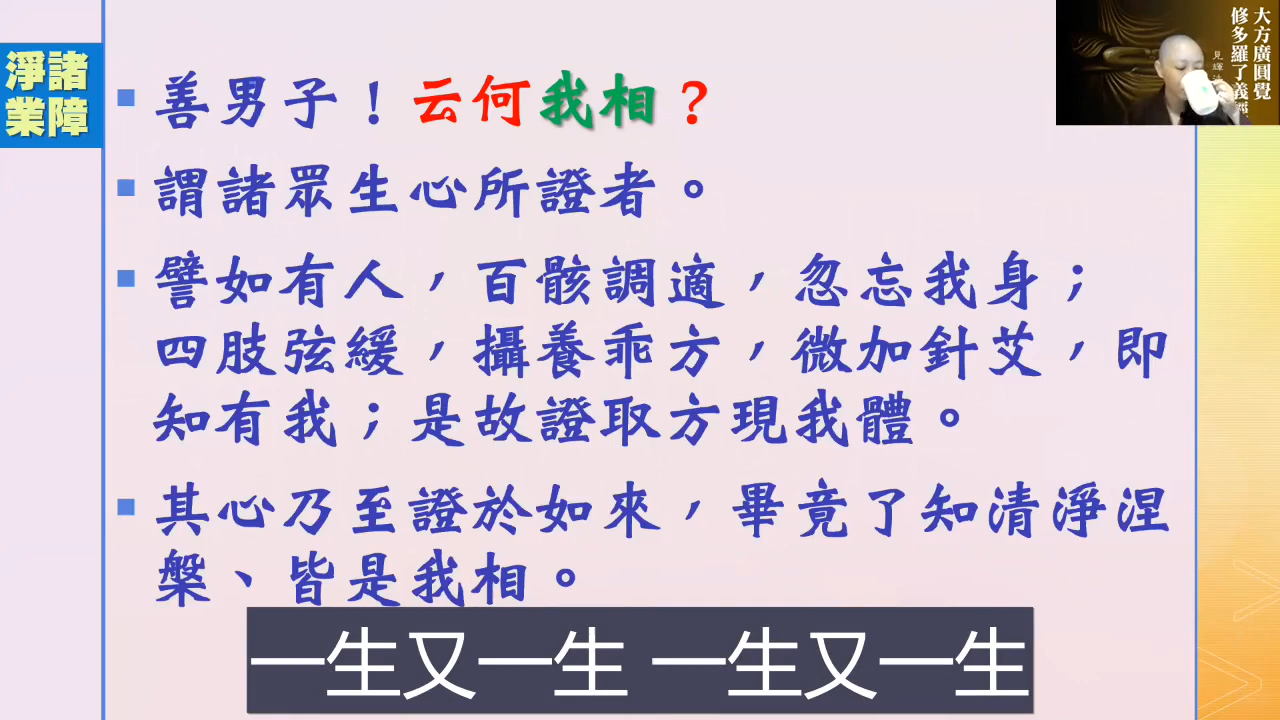 淨諸
業障
善男子！云何我相？
謂諸眾生心所證者。
譬如有人，百骸調適，忽忘我身；
四肢弦緩，攝養乖方，微加針艾，即
知有我；是故證取方現我體。
其心乃至證於如來，畢竟了知清淨涅
槃、皆是我相。
一生又一生 一生又一生
大方廣圓覺
修多羅了義
見輝